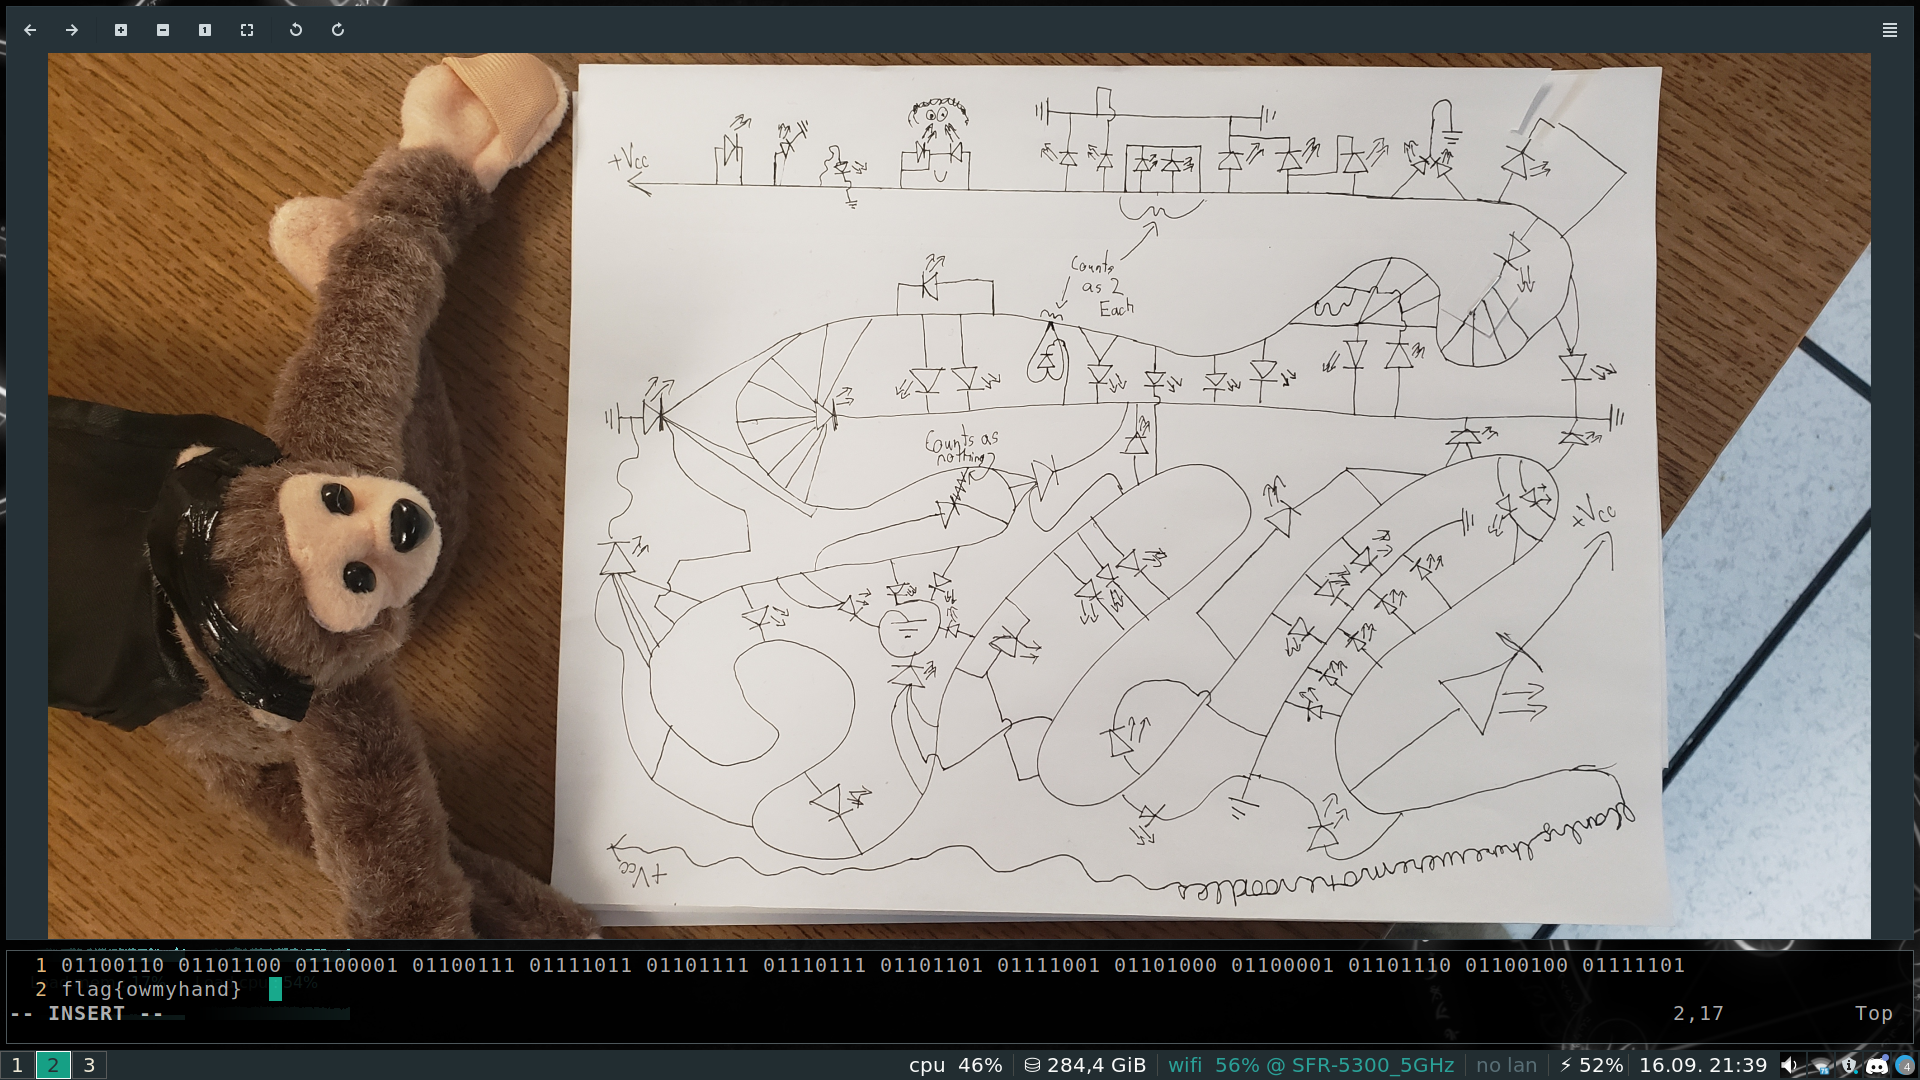 +Vcc
Counts
as 2
Each
Counts as
nothing
+Vcc
+Vcc
1 01100110 01101100 01100001 01100111 01111011 01101111 01110111 01101101 01111001 01101000 01100001 01101110 01100100 01111101
2 flag{owmyhand}
-- INSERT --
2,17
Top
1 2 3
cpu 46%
284,4 GiB
wifi 56% @ SFR-5300_5GHz
no lan
52%
16.09. 21:39
4